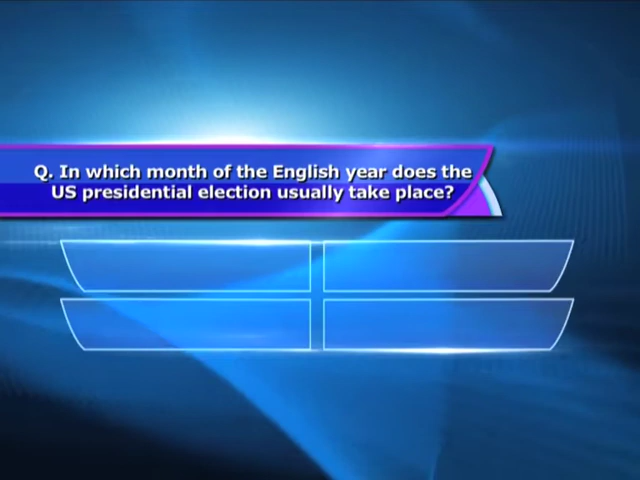 Q. In which month of the English year does the
US presidential election usually take place?